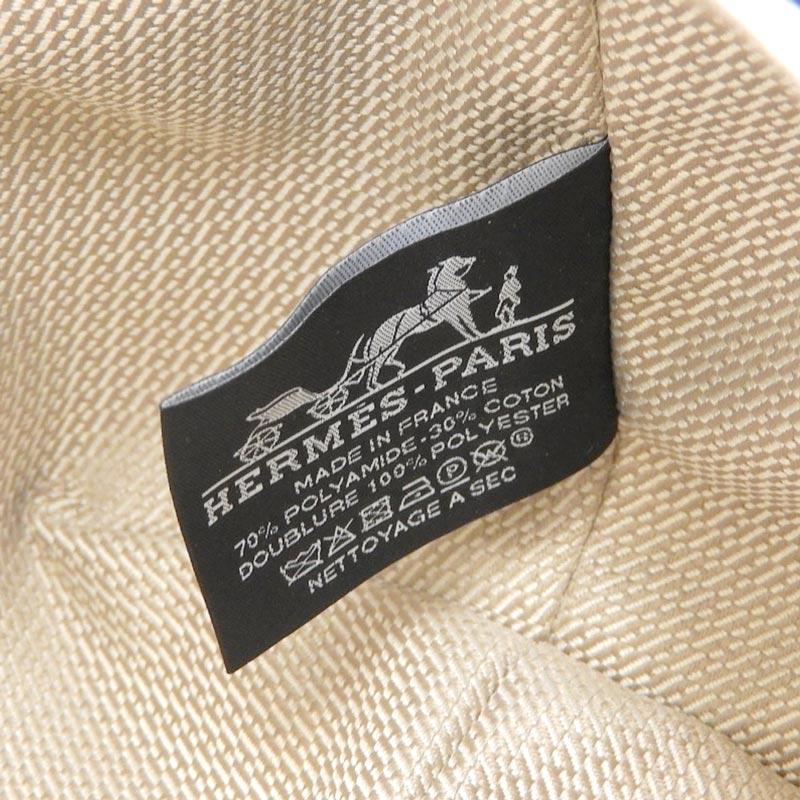 HERMÈS-PARIS
MADE IN FRANCE
70% POLYAMIDE-30% COTON
DOUBLURE 100% POLYESTER
NETTOYAGE A SEC